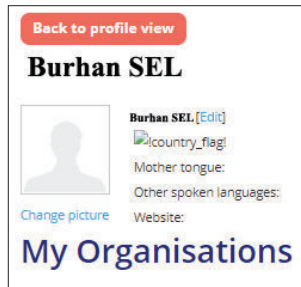 Back to profile view
Burhan SEL
Burhan SEL [Edit]
!country_flag!
Mother tongue:
Other spoken languages:
Change picture
Website:
My Organisations